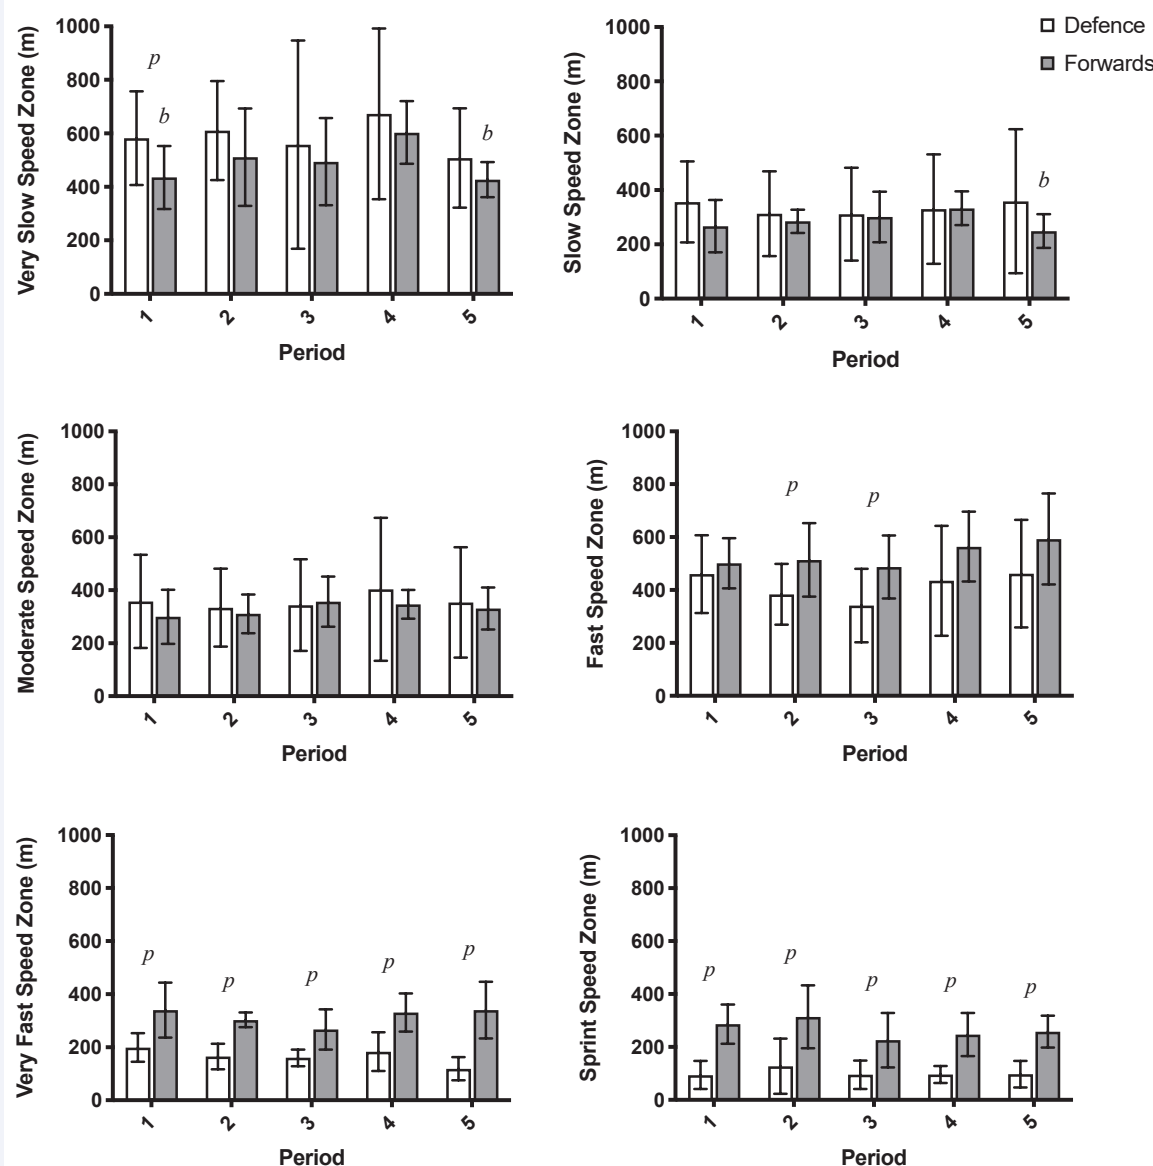 Defence
Forwards
Very Slow Speed Zone (m)
1000
800
600
400
200
0
p
b
b
1 2 3 4 5
Period
Slow Speed Zone (m)
1000
800
600
400
200
0
b
1 2 3 4 5
Period
Moderate Speed Zone (m)
1000
800
600
400
200
0
1 2 3 4 5
Period
Fast Speed Zone (m)
1000
800
600
400
200
0
p p
1 2 3 4 5
Period
Very Fast Speed Zone (m)
1000
800
600
400
200
0
p p p p p
1 2 3 4 5
Period
Sprint Speed Zone (m)
1000
800
600
400
200
0
p p p p p
1 2 3 4 5
Period